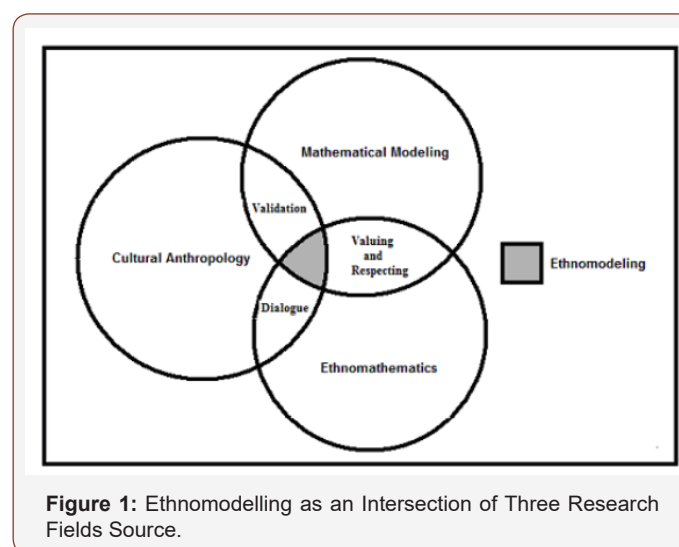 Mathematical Modeling
Validation
Cultural Anthropology
Valuing
and
Respecting
Ethnomodeling
Dialogue
Ethnomathematics
Figure 1: Ethnomodelling as an Intersection of Three Research
Fields Source.